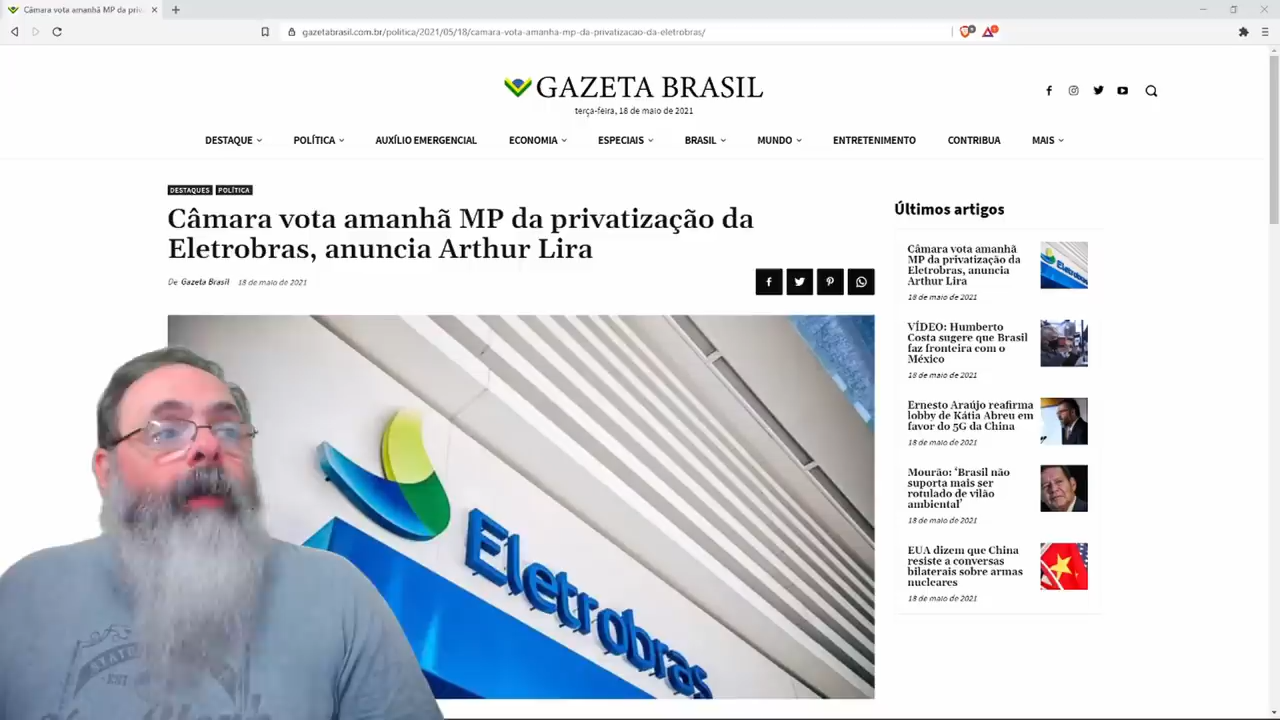 Câmara vota amanhã MP da priv
gazetabrasil.com.br/politica/2021/05/18/camara-vota-amanha-mp-da-privatizacao-da-eletrobras/
GAZETA BRASIL
terça-feira, 18 de maio de 2021
DESTAQUE POLÍTICA AUXÍLIO EMERGENCIAL ECONOMIA ESPECIAIS BRASIL MUNDO ENTRETENIMENTO CONTRIBUA MAIS
DESTAQUES POLÍTICA
Câmara vota amanhã MP da privatização da
Eletrobras, anuncia Arthur Lira
De Gazeta Brasil 18 de maio de 2021
Eletrobras
Últimos artigos
Câmara vota amanhã
MP da privatização da
Eletrobras, anuncia
Arthur Lira
18 de maio de 2021
Eletrobras
VÍDEO: Humberto
Costa sugere que Brasil
faz fronteira com o
México
18 de maio de 2021
Ernesto Araújo reafirma
lobby de Kátia Abreu em
favor do 5G da China
18 de maio de 2021
Mourão: ‘Brasil não
suporta mais ser
rotulado de vilão
ambiental’
18 de maio de 2021
EUA dizem que China
resiste a conversas
bilaterais sobre armas
nucleares
18 de maio de 2021
STATE
EST